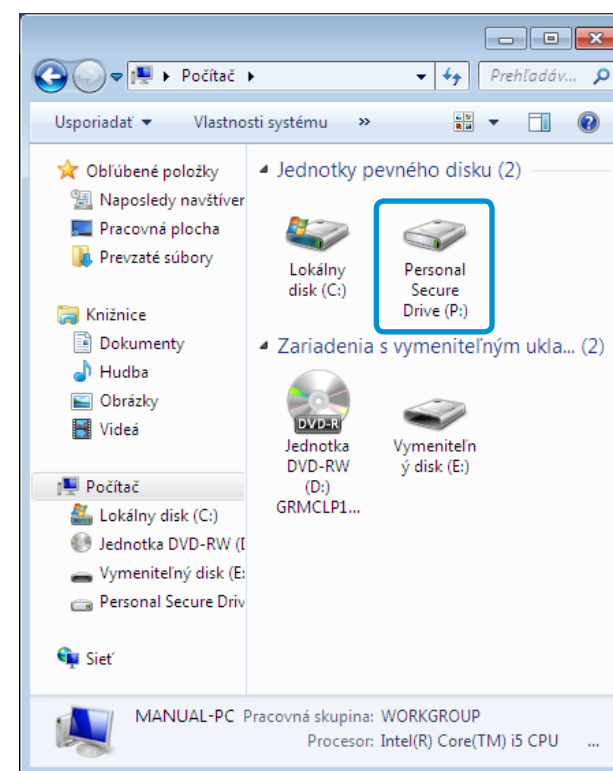 Počítač
Prehľadáv...
Usporiadať
Vlastnosti systému
»
Obľúbené položky
Naposledy navštíver
Pracovná plocha
Prevzaté súbory
Knižnice
Dokumenty
Hudba
Obrázky
Videá
Počítač
Lokálny disk (C:)
Jednotka DVD-RW (D
Vymeniteľný disk (E:
Personal Secure Driv
Sieť
Jednotky pevného disku (2)
Lokálny
disk (C:)
Personal
Secure
Drive (P:)
Zariadenia s vymeniteľným ukla... (2)
DVD-R
Jednotka
DVD-RW
(D:)
GRMCLP1...
Vymeniteľn
ý disk (E:)
MANUAL-PC Pracovná skupina: WORKGROUP
Procesor: Intel(R) Core(TM) i5 CPU ...